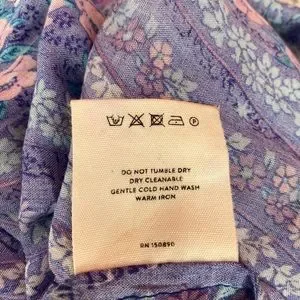 DO NOT TUMBLE DRY
DRY CLEANABLE
GENTLE COLD HAND WASH
WARM IRON
RN 150890